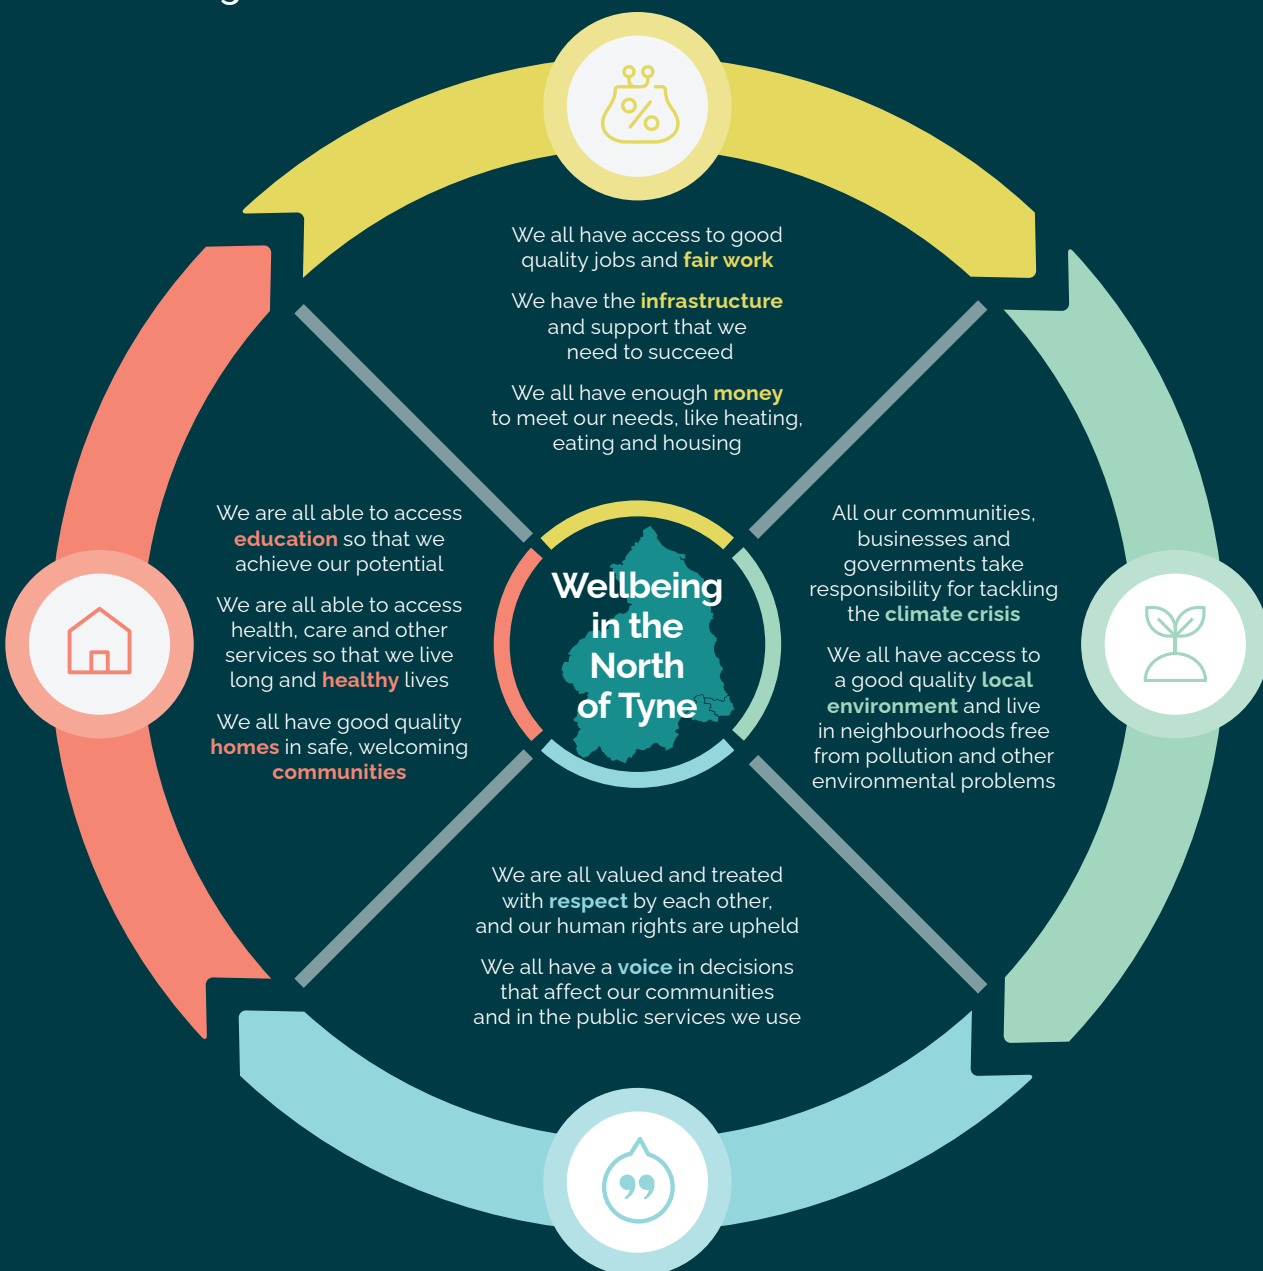 We all have access to good
quality jobs and fair work
We have the infrastructure
and support that we
need to succeed
We all have enough money
to meet our needs, like heating,
eating and housing
We are all able to access
education so that we
achieve our potential
We are all able to access
health, care and other
services so that we live
long and healthy lives
We all have good quality
homes in safe, welcoming
communities
Wellbeing
in the
North
of Tyne
All our communities,
businesses and
governments take
responsibility for tackling
the climate crisis
We all have access to
a good quality local
environment and live
in neighbourhoods free
from pollution and other
environmental problems
We are all valued and treated
with respect by each other,
and our human rights are upheld
We all have a voice in decisions
that affect our communities
and in the public services we use